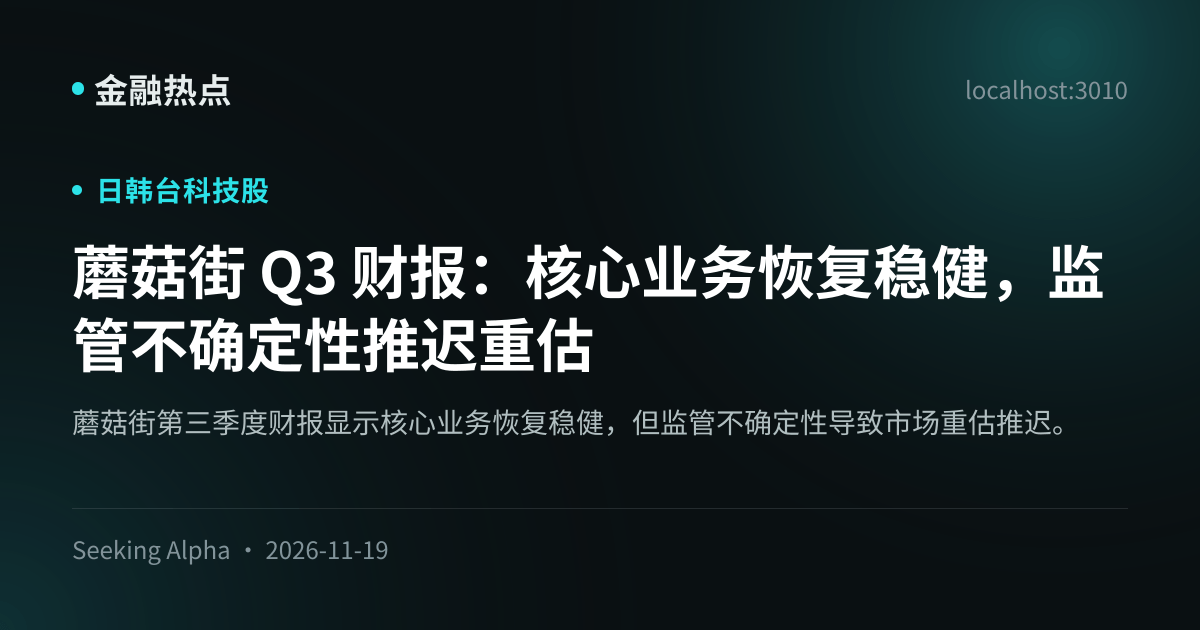 金融热点
localhost:3010
日韩台科技股
蘑菇街 Q3 财报：核心业务恢复稳健，监
管不确定性推迟重估
蘑菇街第三季度财报显示核心业务恢复稳健，但监管不确定性导致市场重估推迟。
Seeking Alpha · 2026-11-19